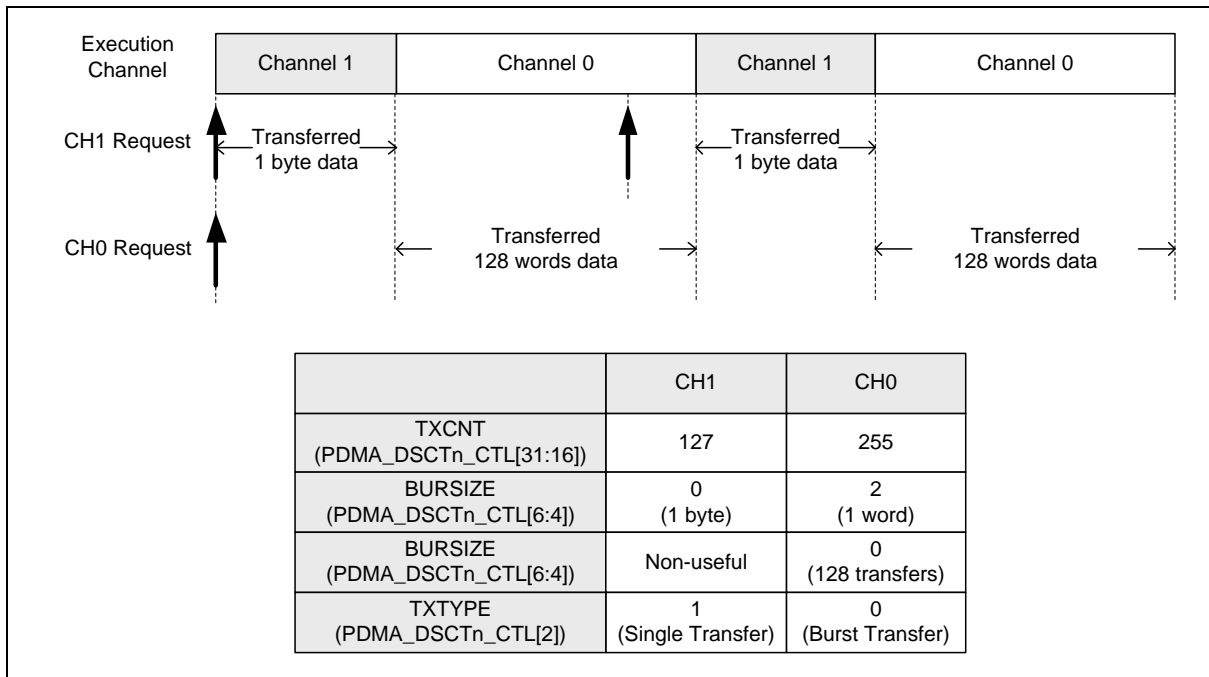 Execution
Channel
Channel 1
Channel 0
Channel 1
Channel 0
CH1 Request
Transferred
1 byte data
Transferred
1 byte data
CH0 Request
Transferred
128 words data
Transferred
128 words data
CH1
CH0
TXCNT
(PDMA_DSCTn_CTL[31:16])
127
255
BURSIZE
(PDMA_DSCTn_CTL[6:4])
0
(1 byte)
2
(1 word)
BURSIZE
(PDMA_DSCTn_CTL[6:4])
Non-useful
0
(128 transfers)
TXTYPE
(PDMA_DSCTn_CTL[2])
1
(Single Transfer)
0
(Burst Transfer)